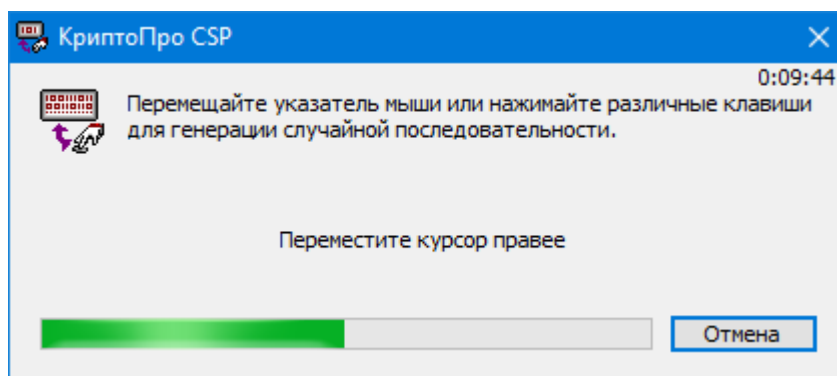 КриптоПро CSP
0:09:44
Перемещайте указатель мыши или нажимайте различные клавиши
для генерации случайной последовательности.
Переместите курсор правее
Отмена